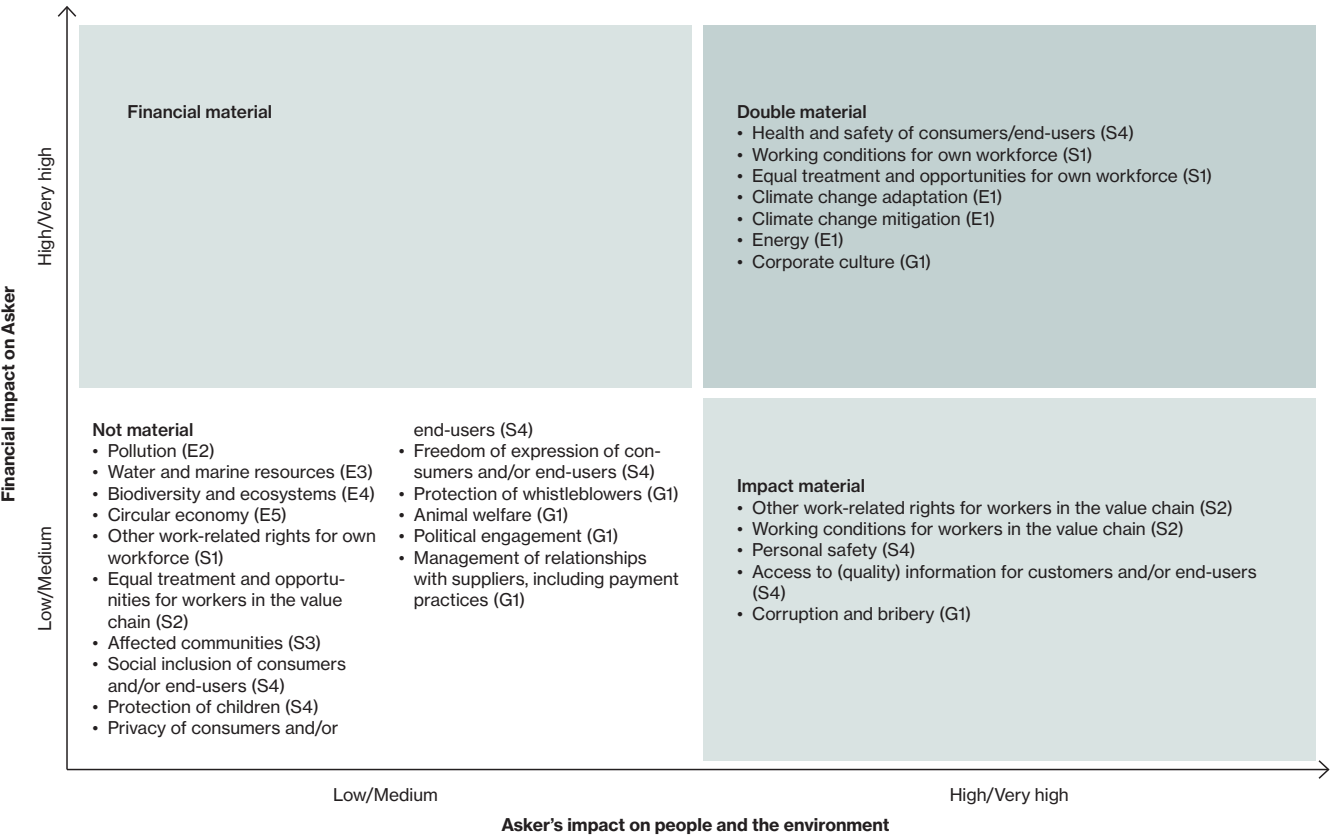 Financial impact on Asker
High/Very high
Low/Medium
Financial material
Double material
• Health and safety of consumers/end-users (S4)
• Working conditions for own workforce (S1)
• Equal treatment and opportunities for own workforce (S1)
• Climate change adaptation (E1)
• Climate change mitigation (E1)
• Energy (E1)
• Corporate culture (G1)
Not material
• Pollution (E2)
• Water and marine resources (E3)
• Biodiversity and ecosystems (E4)
• Circular economy (E5)
• Other work-related rights for own
workforce (S1)
• Equal treatment and opportu-
nities for workers in the value
chain (S2)
• Affected communities (S3)
• Social inclusion of consumers
and/or end-users (S4)
• Protection of children (S4)
• Privacy of consumers and/or
end-users (S4)
• Freedom of expression of con-
sumers and/or end-users (S4)
• Protection of whistleblowers (G1)
• Animal welfare (G1)
• Political engagement (G1)
• Management of relationships
with suppliers, including payment
practices (G1)
Impact material
• Other work-related rights for workers in the value chain (S2)
• Working conditions for workers in the value chain (S2)
• Personal safety (S4)
• Access to (quality) information for customers and/or end-users
(S4)
• Corruption and bribery (G1)
Low/Medium
High/Very high
Asker's impact on people and the environment